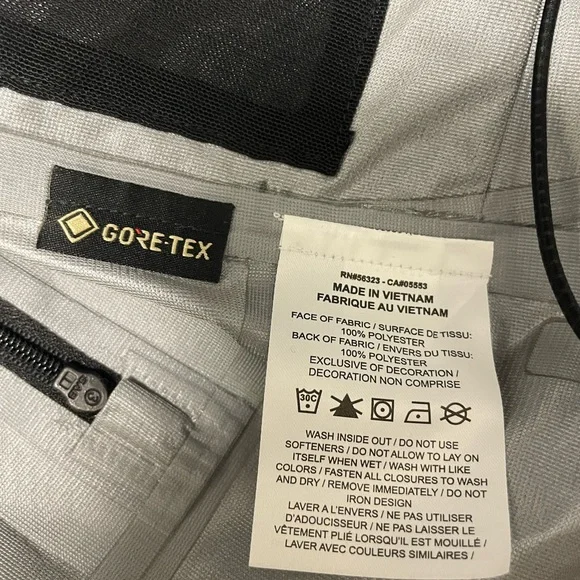 GORE-TEX
RN#56323 - CA#05553
MADE IN VIETNAM
FABRIQUE AU VIETNAM
FACE OF FABRIC / SURFACE DE TISSU:
100% POLYESTER
BACK OF FABRIC / ENVERS DU TISSU:
100% POLYESTER
EXCLUSIVE OF DECORATION /
DECORATION NON COMPRISE
30C
WASH INSIDE OUT / DO NOT USE
SOFTENERS / DO NOT ALLOW TO LAY ON
ITSELF WHEN WET / WASH WITH LIKE
COLORS / FASTEN ALL CLOSURES TO WASH
AND DRY / REMOVE IMMEDIATELY / DO NOT
IRON DESIGN
LAVER A L'ENVERS / NE PAS UTILISER
D'ADOUCISSEUR / NE PAS LAISSER LE
VÊTEMENT PLIÉ LORSQU'IL EST MOUILLÉ /
LAVER AVEC COULEURS SIMILAIRES /